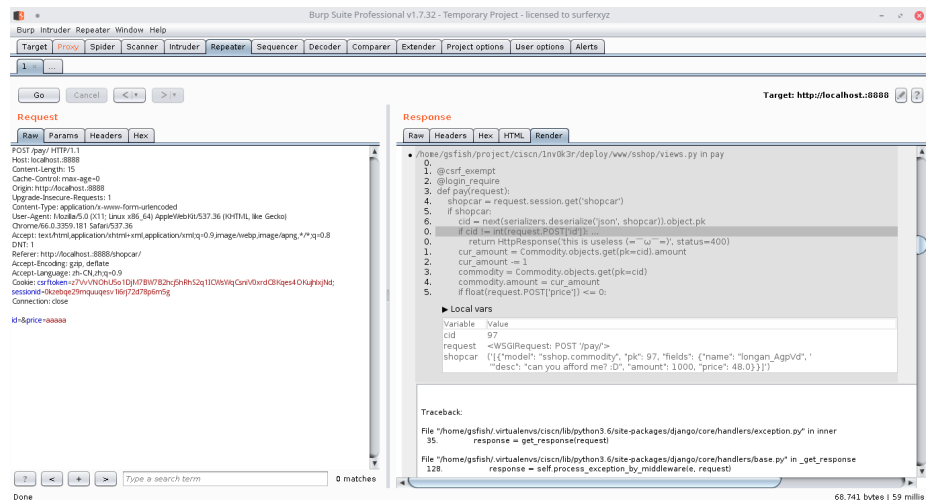 Burp Suite Professional v1.7.32 - Temporary Project - licensed to surferxyz
Burp Intruder Repeater Window Help
Target Proxy Spider Scanner Intruder Repeater Sequencer Decoder Comparer Extender Project options User options Alerts
1 × ...
Go Cancel < > Target: http://localhost.:8888
Request
Raw Params Headers Hex
POST /pay/ HTTP/1.1
Host: localhost.:8888
Content-Length: 15
Cache-Control: max-age=0
Origin: http://localhost.:8888
Upgrade-Insecure-Requests: 1
Content-Type: application/x-www-form-urlencoded
User-Agent: Mozilla/5.0 (X11; Linux x86_64) AppleWebKit/537.36 (KHTML, like Gecko)
Chrome/66.0.3359.181 Safari/537.36
Accept: text/html,application/xhtml+xml,application/xml;q=0.9,image/webp,image/apng,*/*;q=0.8
DNT: 1
Referer: http://localhost.:8888/shopcar/
Accept-Encoding: gzip, deflate
Accept-Language: zh-CN,zh;q=0.9
Connection: close
id=&price=aaaaa
? < + > Type a search term 0 matches
Response
Raw Headers Hex HTML Render
• /home/gsfish/project/ciscn/1nv0k3r/deploy/www/sshop/views.py in pay
0.
1. @csrf_exempt
2. @login_require
3. def pay(request):
4. shopcar = request.session.get('shopcar')
5. if shopcar:
6. cid = next(serializers.deserialize('json', shopcar)).object.pk
0. if cid != int(request.POST['id']): ...
0. return HttpResponse('this is useless (=￣ω￣=)', status=400)
1. cur_amount = Commodity.objects.get(pk=cid).amount
2. cur_amount -= 1
3. commodity = Commodity.objects.get(pk=cid)
4. commodity.amount = cur_amount
5. if float(request.POST['price']) <= 0:
▶ Local vars
Variable Value
cid 97
request <WSGIRequest: POST '/pay/'>
shopcar ('[{"model": "sshop.commodity", "pk": 97, "fields": {"name": "longan_AgpVd", '
'"desc": "can you afford me? :D", "amount": 1000, "price": 48.0}}]')
Traceback:
File "/home/gsfish/.virtualenvs/ciscn/lib/python3.6/site-packages/django/core/handlers/exception.py" in inner
35. response = get_response(request)
File "/home/gsfish/.virtualenvs/ciscn/lib/python3.6/site-packages/django/core/handlers/base.py" in _get_response
128. response = self.process_exception_by_middleware(e, request)
Done 68,741 bytes | 59 millis